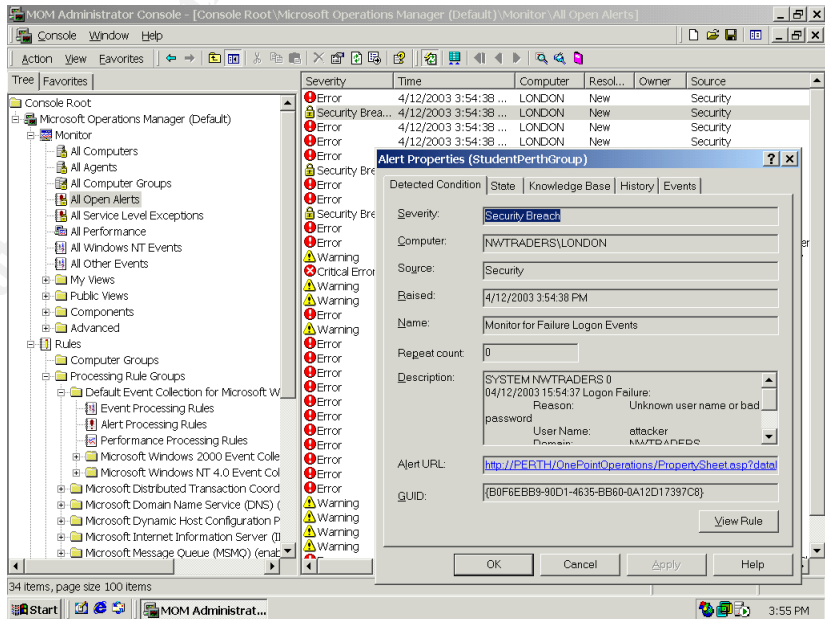 MOM Administrator Console - [Console Root\Microsoft Operations Manager (Default)\Monitor\All Open Alerts]
Console Window Help
Action View Favorites
Tree Favorites
Console Root
Microsoft Operations Manager (Default)
Monitor
All Computers
All Agents
All Computer Groups
All Open Alerts
All Service Level Exceptions
All Performance
All Windows NT Events
All Other Events
My Views
Public Views
Components
Advanced
Rules
Computer Groups
Processing Rule Groups
Default Event Collection for Microsoft W
Event Processing Rules
Alert Processing Rules
Performance Processing Rules
Microsoft Windows 2000 Event Colle
Microsoft Windows NT 4.0 Event Col
Microsoft Distributed Transaction Coord
Microsoft Domain Name Service (DNS) (
Microsoft Dynamic Host Configuration P
Microsoft Internet Information Server (II
Microsoft Message Queue (MSMQ) (enat
Severity Time Computer Resol... Owner Source
Error 4/12/2003 3:54:38 ... LONDON New Security
Security Brea... 4/12/2003 3:54:38 ... LONDON New Security
Error 4/12/2003 3:54:38 ... LONDON New Security
Error 4/12/2003 3:54:38 ... LONDON New Security
Error
Security Bre
Error
Error
Security Bre
Error
Error
Warning
Critical Error
Warning
Warning
Error
Warning
Error
Error
Error
Error
Error
Error
Error
Error
Error
Error
Error
Warning
Warning
Warning
Warning
Alert Properties (StudentPerthGroup)
Detected Condition State Knowledge Base History Events
Severity: Security Breach
Computer: NWTRADERS\LONDON
Source: Security
Raised: 4/12/2003 3:54:38 PM
Name: Monitor for Failure Logon Events
Repeat count: 0
Description: SYSTEM NWTRADERS 0
04/12/2003 15:54:37 Logon Failure:
Reason: Unknown user name or bad
password
User Name: attacker
Domain: NWTRADERS
Alert URL: http://PERTH/OnePointOperations/PropertySheet.asp?datal
GUID: {B0F6EBB9-90D1-4635-BB60-0A12D17397C8}
View Rule
OK Cancel Apply Help
34 items, page size 100 items
Start MOM Administrat... 3:55 PM